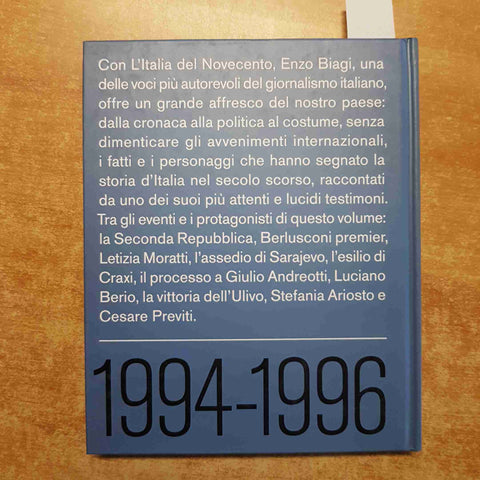 Con L'Italia del Novecento, Enzo Biagi, una
delle voci più autorevoli del giornalismo italiano,
offre un grande affresco del nostro paese:
dalla cronaca alla politica al costume, senza
dimenticare gli avvenimenti internazionali,
i fatti e i personaggi che hanno segnato la
storia d'Italia nel secolo scorso, raccontati
da uno dei suoi più attenti e lucidi testimoni.
Tra gli eventi e i protagonisti di questo volume:
la Seconda Repubblica, Berlusconi premier,
Letizia Moratti, l'assedio di Sarajevo, l'esilio di
Craxi, il processo a Giulio Andreotti, Luciano
Berio, la vittoria dell'Ulivo, Stefania Ariosto e
Cesare Previti.
1994-1996